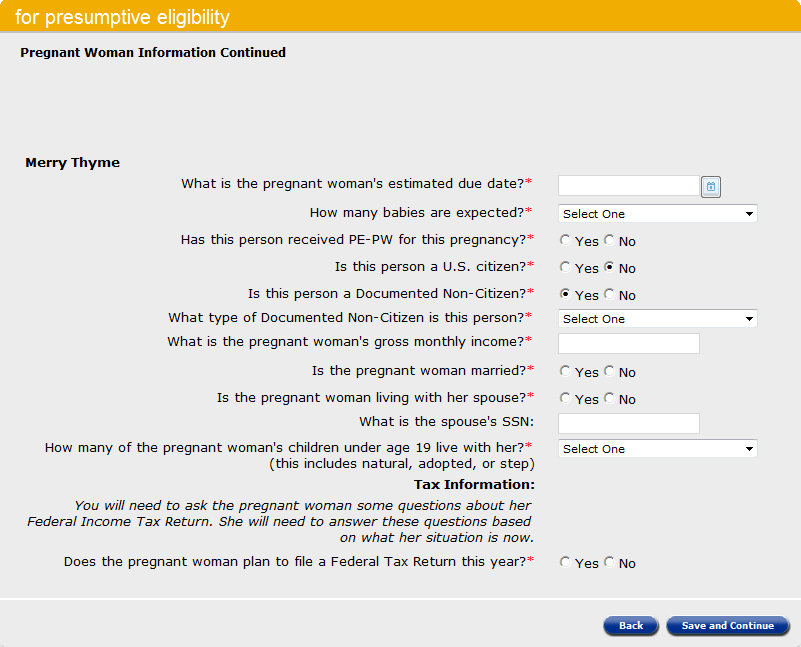 for presumptive eligibility
Pregnant Woman Information Continued
Merry Thyme
What is the pregnant woman's estimated due date?*
How many babies are expected?* Select One
Has this person received PE-PW for this pregnancy?* Yes No
Is this person a U.S. citizen?* Yes No
Is this person a Documented Non-Citizen?* Yes No
What type of Documented Non-Citizen is this person?* Select One
What is the pregnant woman's gross monthly income?*
Is the pregnant woman married?* Yes No
Is the pregnant woman living with her spouse?* Yes No
What is the spouse's SSN:
How many of the pregnant woman's children under age 19 live with her?* Select One
(this includes natural, adopted, or step)
Tax Information:
You will need to ask the pregnant woman some questions about her
Federal Income Tax Return. She will need to answer these questions based
on what her situation is now.
Does the pregnant woman plan to file a Federal Tax Return this year?* Yes No
Back Save and Continue